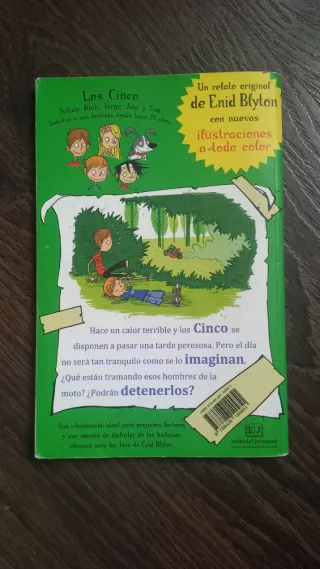 Los Cinco
Julián, Dick, Jorge, Ana y Tim
Un relato original
de Enid Blyton
con nuevas
ilustraciones
a todo color
Hace un calor terrible y los Cinco se
disponen a pasar una tarde perezosa. Pero el día
no será tan tranquilo como se lo imaginan.
¿Qué están tramando esos hombres de la
moto? ¿Podrán detenerlos?
Una introducción ideal para pequeños lectores
y una manera de disfrutar de las historias
para los fans de Enid Blyton.
EJ
editorial juventud